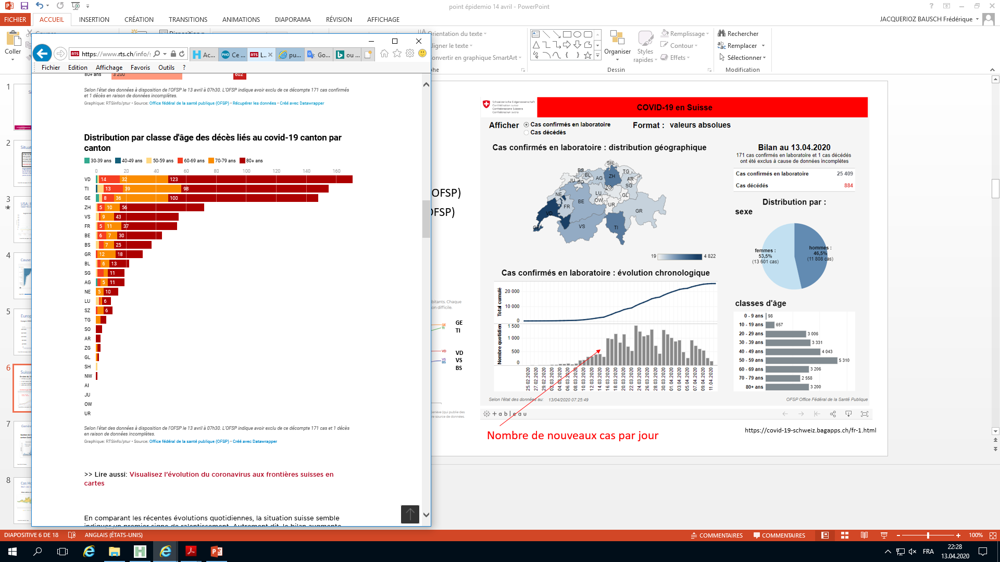 point épidemio 14 avril - PowerPoint
FICHIER ACCUEIL INSERTION CRÉATION TRANSITIONS ANIMATIONS DIAPORAMA RÉVISION AFFICHAGE
JACQUERIOZ BAUSCH Frédérique
Coller
Orientation du texte
ligner le texte
onvertir en graphique SmartArt
Organiser
Styles
rapides
Remplissage
Contour
Effets
Dessin
Rechercher
Remplacer
Sélectionner
Modification
https://www.rts.ch/info/s
Ac...
Ce ...
L...
pu...
Go...
ou ...
Fichier Edition Affichage Favoris Outils ?
80+ ans 3 200 602
Selon l'état des données à disposition de l'OFSP le 13 avril à 07h30. L'OFSP indique avoir exclu de ce décompte 171 cas confirmés
et 1 décès en raison de données incomplètes.
Graphique: RTSinfo/ptur • Source: Office fédéral de la santé publique (OFSP) • Récupérer les données • Créé avec Datawrapper
Distribution par classe d'âge des décès liés au covid-19 canton par
canton
30-39 ans 40-49 ans 50-59 ans 60-69 ans 70-79 ans 80+ ans
0 20 40 60 80 100 120 140 160
VD 14 32 123
TI 13 39 98
GE 8 36 100
ZH 5 10 56
VS 9 43
FR 5 11 37
BE 6 7 30
BS 7 25
GR 12 18
BL 6 13
SG 11
AG 5 11
NE 5 10
LU 6
SZ 6
TG
SO
AR
ZG
GL
SH
NW
AI
JU
OW
UR
Selon l'état des données à disposition de l'OFSP le 13 avril à 07h30. L'OFSP indique avoir exclu de ce décompte 171 cas et 1 décès
en raison de données incomplètes.
Graphique: RTSinfo/ptur • Source: Office fédéral de la santé publique (OFSP) • Créé avec Datawrapper
>> Lire aussi: Visualisez l'évolution du coronavirus aux frontières suisses en
cartes
En comparant les récentes évolutions quotidiennes, la situation suisse semble
indiquer un premier signe de ralentissement. Autrement dit, le bilan augmente
1
2
3
4
5
6
7
8
OFSP)
OFSP)
bitants. Chaque
on difficile.
GE
TI
GE
TI
VD
VD
VS
BS
Genève (qui publie des
re source de données.
Schweizerische Eidgenossenschaft
Confédération suisse
Confederazione Svizzera
Confederaziun svizra
COVID-19 en Suisse
Afficher
Cas confirmés en laboratoire
Cas décédés
Format : valeurs absolues
Cas confirmés en laboratoire : distribution géographique
SH
BS BL AG ZH TG
JU SO AR
ZG SG
NE LU GL
OW
BE UR
FR GR
VD
GE VS TI
19 4 822
Bilan au 13.04.2020
171 cas confirmés en laboratoire et 1 cas décédés
ont été exclus à cause de données incomplètes
Cas confirmés en laboratoire 25 409
Cas décédés 884
Distribution par :
sexe
femmes :
53,5%
(13 601 cas)
hommes :
46,5%
(11 808 cas)
Cas confirmés en laboratoire : évolution chronologique
Total cumulé
20 000
10 000
0
Nombre quotidien
1 500
1 000
500
0
25.02.2020 27.02.2020 29.02.2020 02.03.2020 04.03.2020 06.03.2020 08.03.2020 10.03.2020 12.03.2020 14.03.2020 16.03.2020 18.03.2020 20.03.2020 22.03.2020 24.03.2020 26.03.2020 28.03.2020 30.03.2020 01.04.2020 03.04.2020 05.04.2020 07.04.2020 09.04.2020 11.04.2020
classes d'âge
0 - 9 ans 98
10 - 19 ans 657
20 - 29 ans 3 006
30 - 39 ans 3 331
40 - 49 ans 4 043
50 - 59 ans 5 310
60 - 69 ans 3 206
70 - 79 ans 2 558
80+ ans 3 200
Selon l'état des données au: 13/04/2020 07:25:49
OFSP Office Fédéral de la Santé Publique
+ a b l e a u
Nombre de nouveaux cas par jour
https://covid-19-schweiz.bagapps.ch/fr-1.html
DIAPOSITIVE 6 DE 18
ANGLAIS (ÉTATS-UNIS)
COMMENTAIRES
COMMENTAIRES
100%
FRA
22:28
13.04.2020